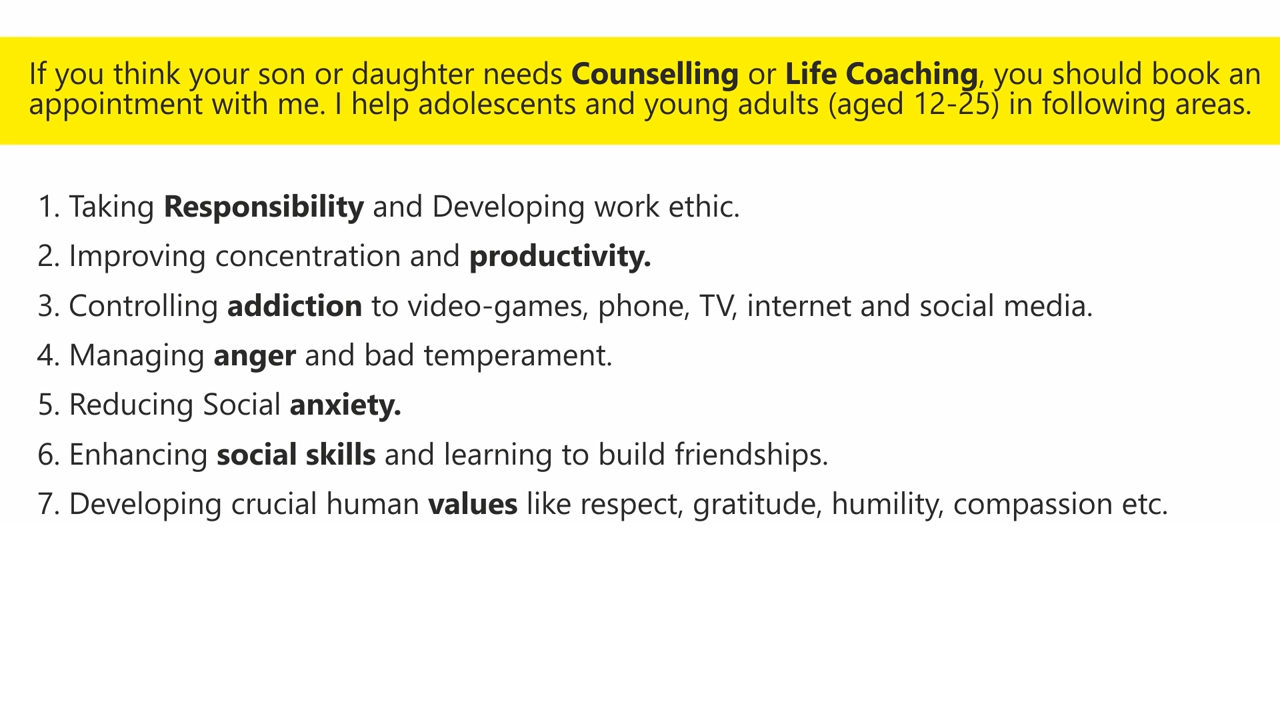 If you think your son or daughter needs Counselling or Life Coaching, you should book an
appointment with me. I help adolescents and young adults (aged 12-25) in following areas.
1. Taking Responsibility and Developing work ethic.
2. Improving concentration and productivity.
3. Controlling addiction to video-games, phone, TV, internet and social media.
4. Managing anger and bad temperament.
5. Reducing Social anxiety.
6. Enhancing social skills and learning to build friendships.
7. Developing crucial human values like respect, gratitude, humility, compassion etc.